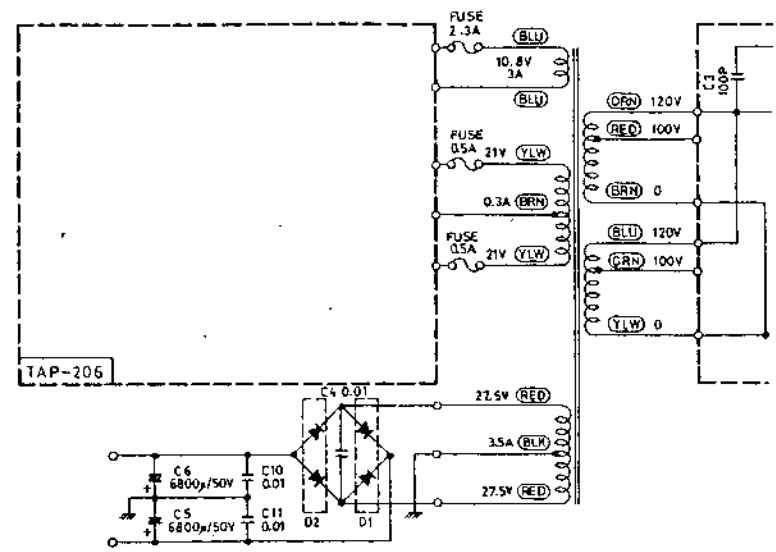 FUSE
2.3A
BLU
10.8V
3A
BLU
C3
100P
ORN 120V
RED 100V
BRN 0
BLU 120V
GRN 100V
YLW 0
FUSE
0.5A
21V YLW
0.3A BRN
FUSE
0.5A
21V YLW
TAP-206
C4 0.01
27.5V RED
3.5A BLK
27.5V RED
C6
6800μ/50V
C10
0.01
C5
6800μ/50V
C11
0.01
D2
D1
+
+